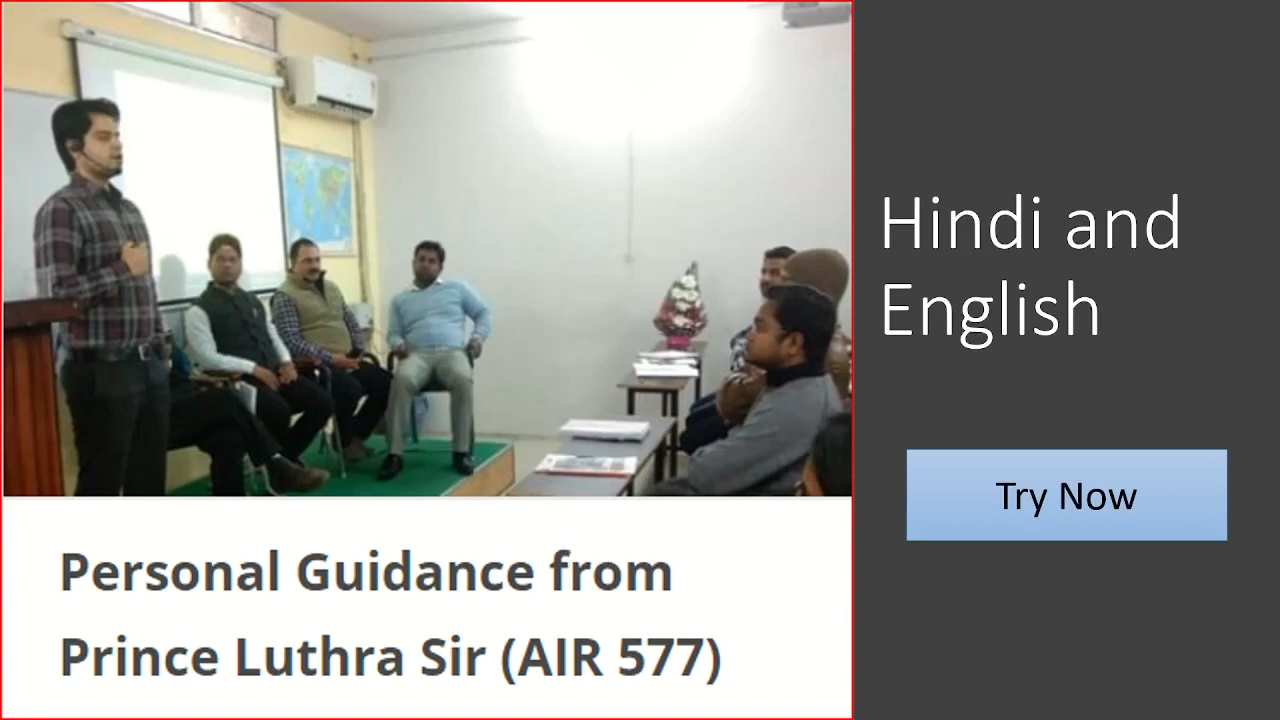 Personal Guidance from
Prince Luthra Sir (AIR 577)
Hindi and
English
Try Now